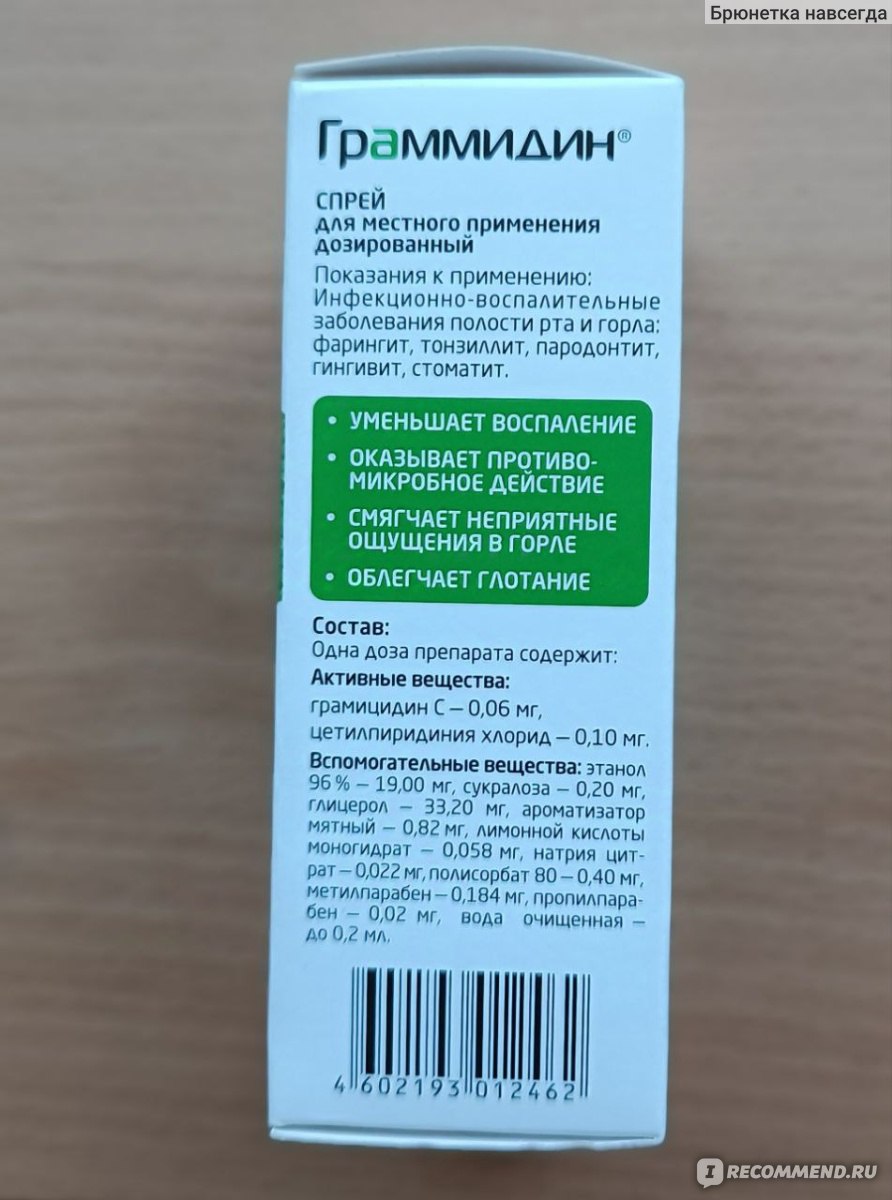 Брюнетка навсегда
Граммидин®
СПРЕЙ
для местного применения
дозированный
Показания к применению:
Инфекционно-воспалительные
заболевания полости рта и горла:
фарингит, тонзиллит, пародонтит,
гингивит, стоматит.
• УМЕНЬШАЕТ ВОСПАЛЕНИЕ
• ОКАЗЫВАЕТ ПРОТИВО-
МИКРОБНОЕ ДЕЙСТВИЕ
• СМЯГЧАЕТ НЕПРИЯТНЫЕ
ОЩУЩЕНИЯ В ГОРЛЕ
• ОБЛЕГЧАЕТ ГЛОТАНИЕ
Состав:
Одна доза препарата содержит:
Активные вещества:
грамицидин С — 0,06 мг,
цетилпиридиния хлорид — 0,10 мг.
Вспомогательные вещества: этанол
96 % — 19,00 мг, сукралоза — 0,20 мг,
глицерол — 33,20 мг, ароматизатор
мятный — 0,82 мг, лимонной кислоты
моногидрат — 0,058 мг, натрия цит-
рат — 0,022 мг, полисорбат 80 — 0,40 мг,
метилпарабен — 0,184 мг, пропилпара-
бен — 0,02 мг, вода очищенная —
до 0,2 мл.
4 602193 012462
I RECOMMEND.RU